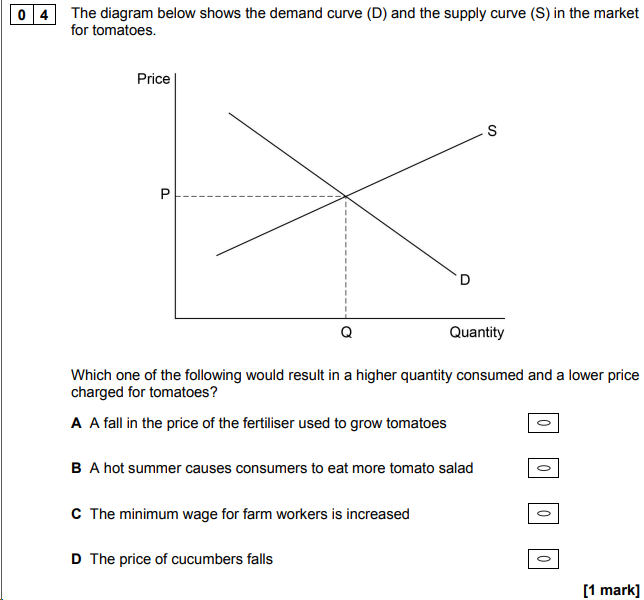 0 4 The diagram below shows the demand curve (D) and the supply curve (S) in the market
for tomatoes.
Price
S
P
D
Q Quantity
Which one of the following would result in a higher quantity consumed and a lower price
charged for tomatoes?
A A fall in the price of the fertiliser used to grow tomatoes
B A hot summer causes consumers to eat more tomato salad
C The minimum wage for farm workers is increased
D The price of cucumbers falls
[1 mark]